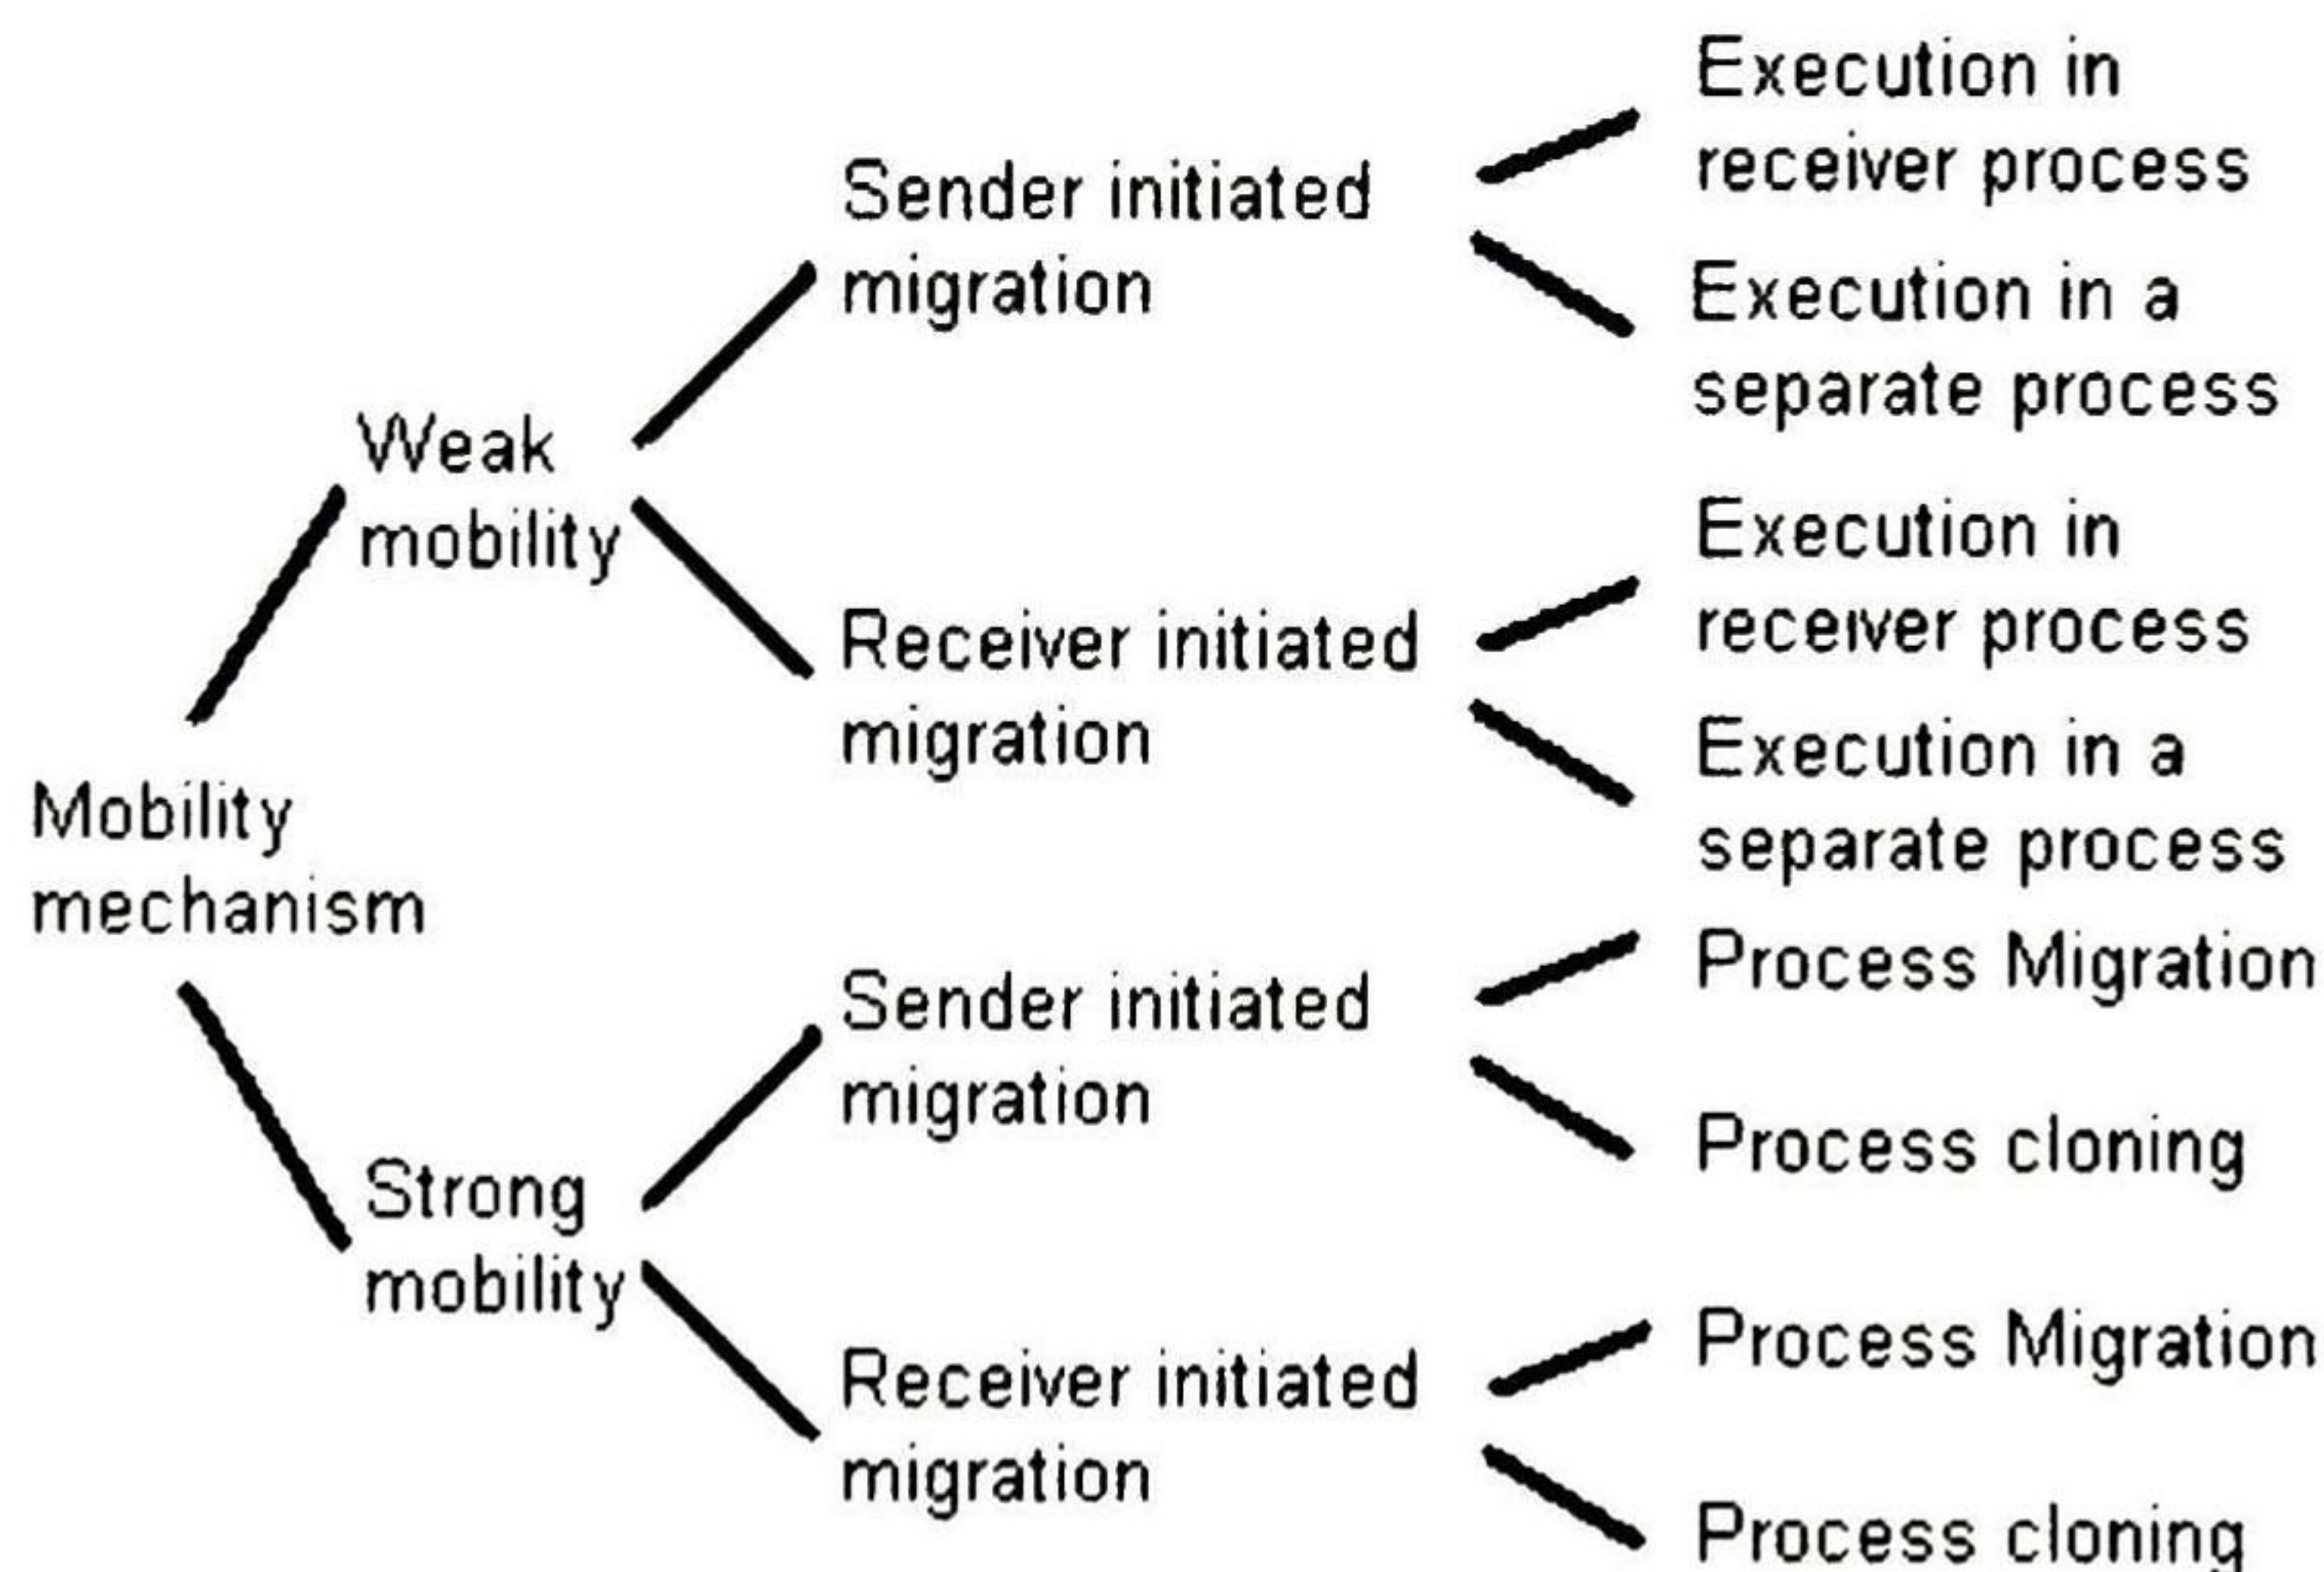 Execution in
receiver process
Sender initiated
migration
Execution in a
separate process
Weak
mobility
Execution in
receiver process
Receiver initiated
migration
Execution in a
separate process
Mobility
mechanism
Process Migration
Sender initiated
migration
Process cloning
Strong
mobility
Process Migration
Receiver initiated
migration
Process cloning